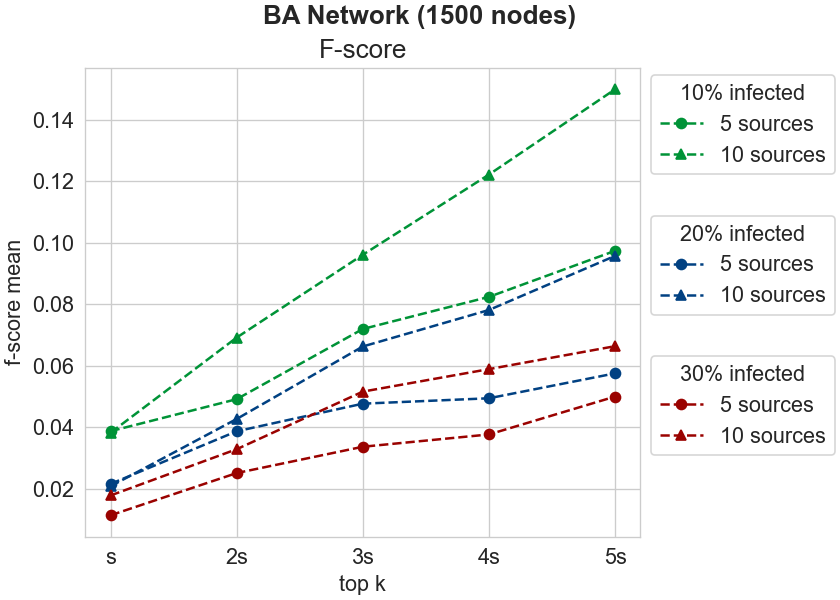 BA Network (1500 nodes)
F-score
f-score mean
0.14
0.12
0.10
0.08
0.06
0.04
0.02
s 2s 3s 4s 5s
top k
10% infected
5 sources
10 sources
20% infected
5 sources
10 sources
30% infected
5 sources
10 sources